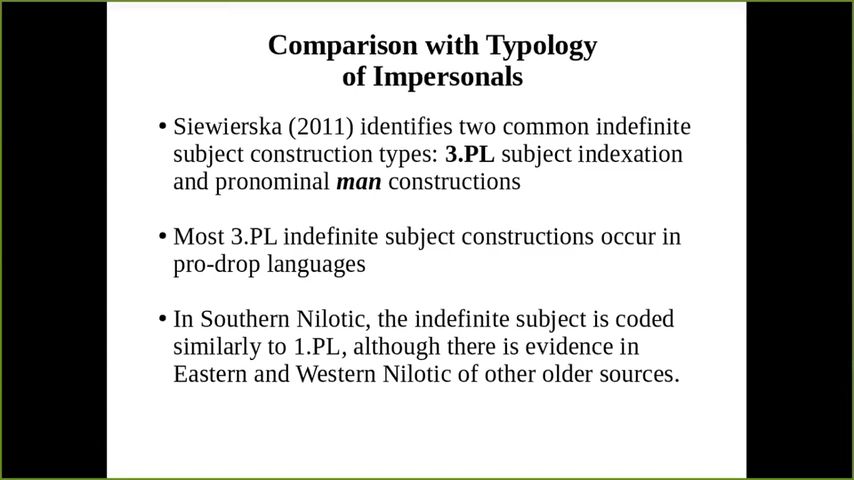 Comparison with Typology
of Impersonals
• Siewierska (2011) identifies two common indefinite
subject construction types: 3.PL subject indexation
and pronominal man constructions
• Most 3.PL indefinite subject constructions occur in
pro-drop languages
• In Southern Nilotic, the indefinite subject is coded
similarly to 1.PL, although there is evidence in
Eastern and Western Nilotic of other older sources.